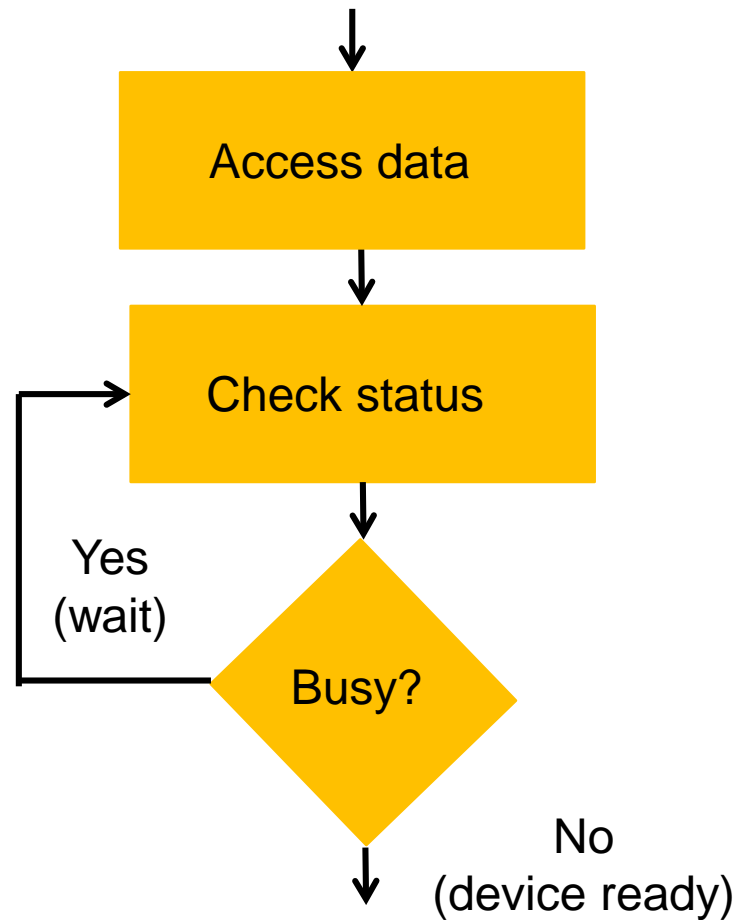 Access data
Check status
Yes
(wait)
Busy?
No
(device ready)